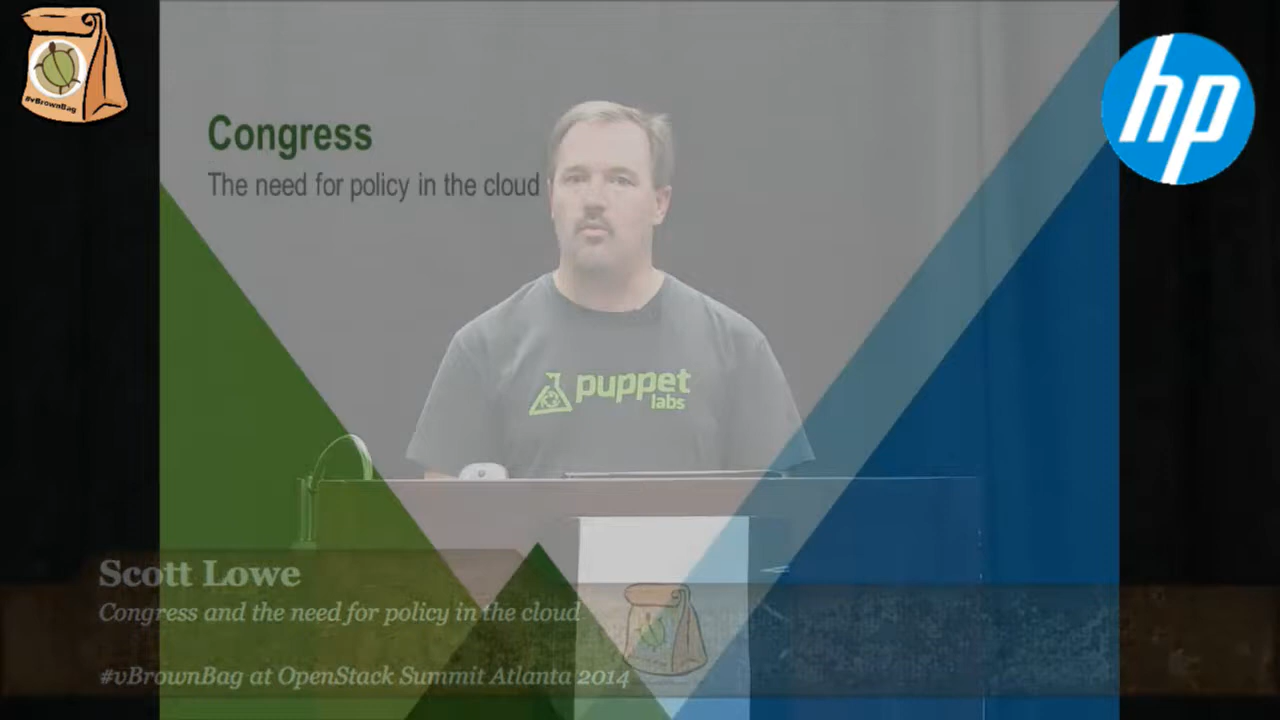 #vBrownBag
hp
Congress
The need for policy in the cloud
puppet
labs
Scott Lowe
Congress and the need for policy in the cloud
#vBrownBag at OpenStack Summit Atlanta 2014